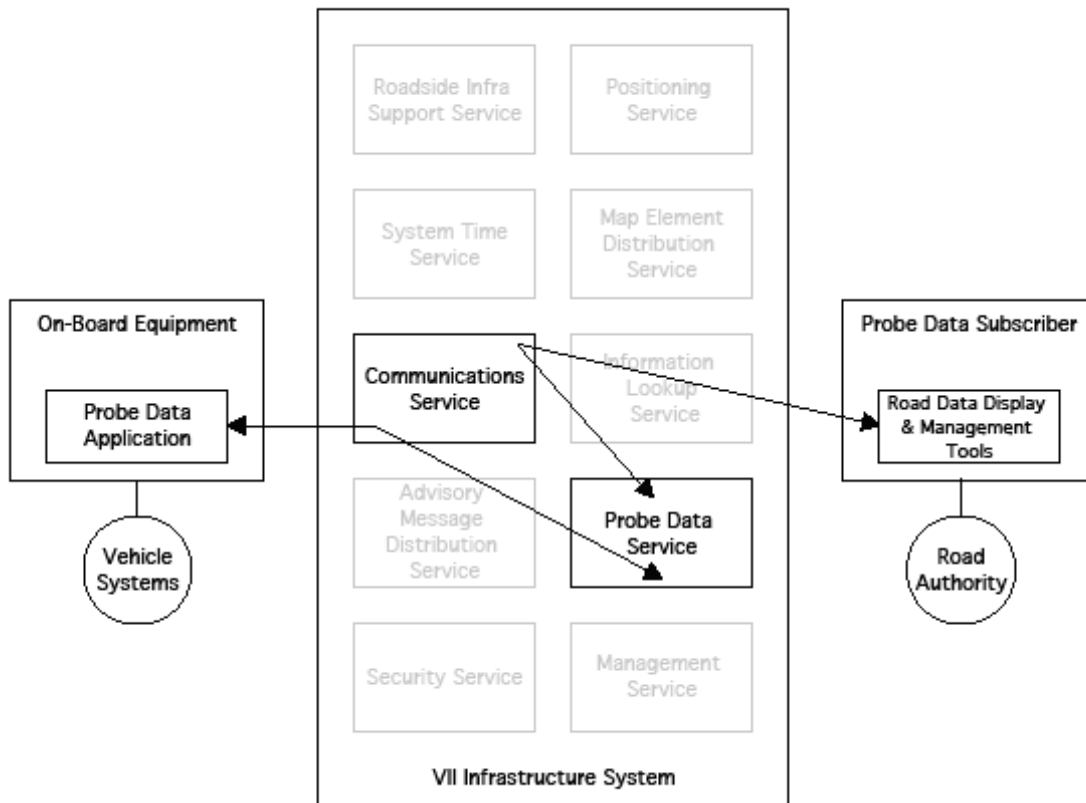 Roadside Infra
Support Service
Positioning
Service
System Time
Service
Map Element
Distribution
Service
On-Board Equipment
Probe Data
Application
Vehicle
Systems
Communications
Service
Information
Lookup
Service
Advisory
Message
Distribution
Service
Probe Data
Service
Security Service
Management
Service
VII Infrastructure System
Probe Data Subscriber
Road Data Display
& Management
Tools
Road
Authority